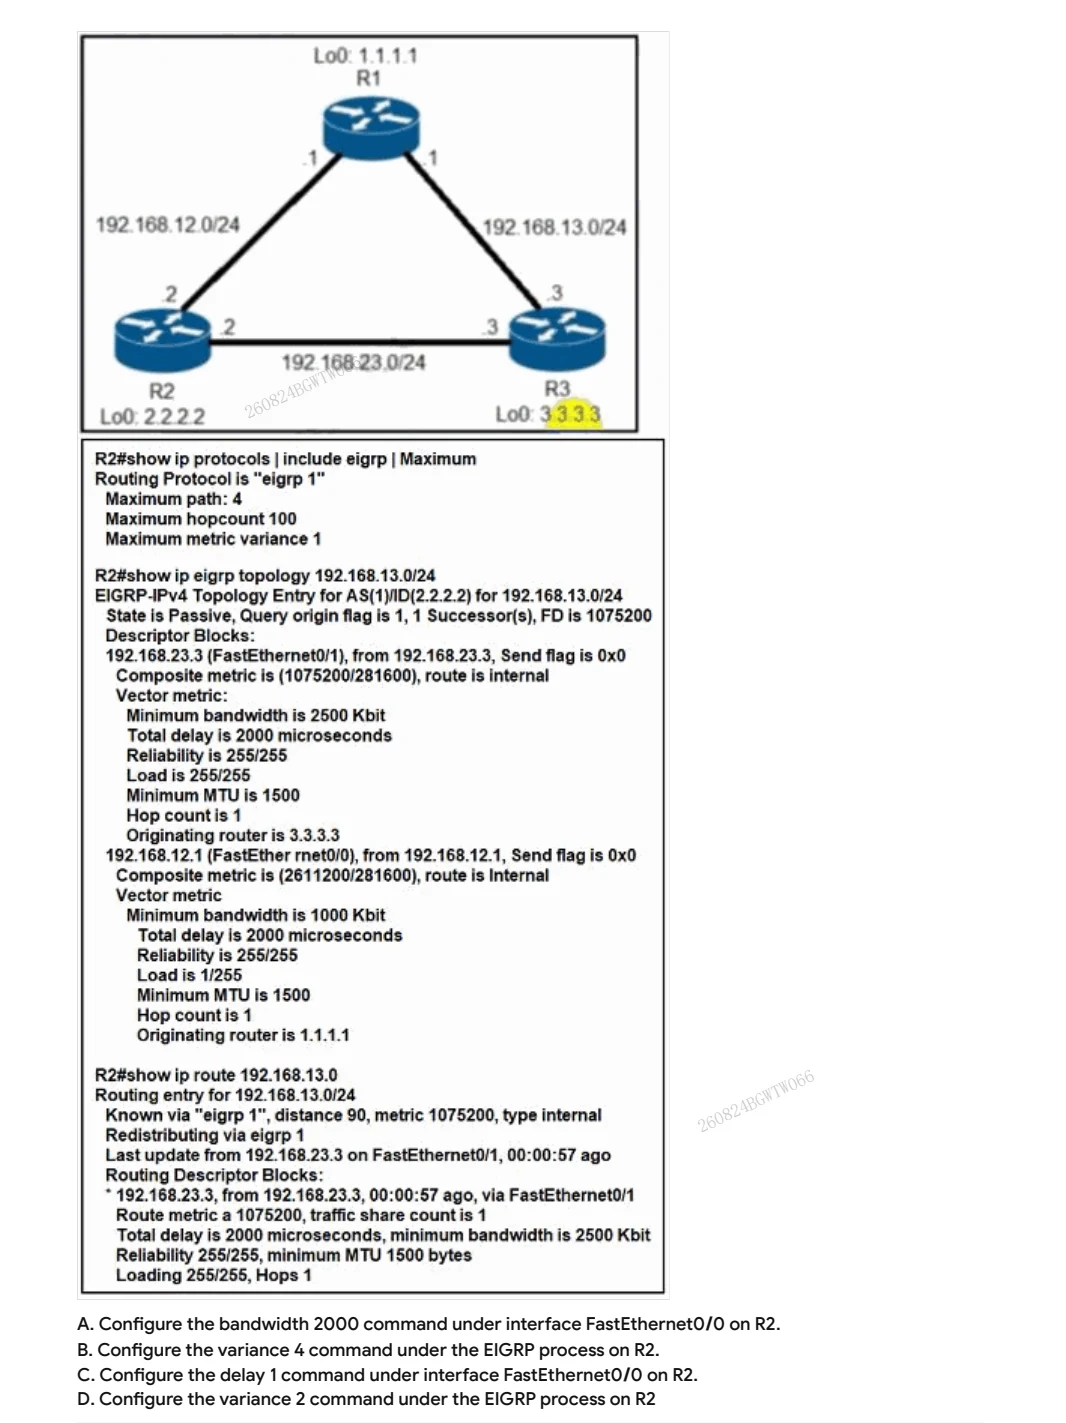 Lo0: 1.1.1.1
R1
.1
.1
192.168.12.0/24
192.168.13.0/24
.2
.3
.2
.3
192.168.23.0/24
R2
R3
Lo0: 2.2.2.2
Lo0: 3.3.3.3
R2#show ip protocols | include eigrp | Maximum
Routing Protocol is "eigrp 1"
Maximum path: 4
Maximum hopcount 100
Maximum metric variance 1
R2#show ip eigrp topology 192.168.13.0/24
EIGRP-IPv4 Topology Entry for AS(1)/ID(2.2.2.2) for 192.168.13.0/24
State is Passive, Query origin flag is 1, 1 Successor(s), FD is 1075200
Descriptor Blocks:
192.168.23.3 (FastEthernet0/1), from 192.168.23.3, Send flag is 0x0
Composite metric is (1075200/281600), route is internal
Vector metric:
Minimum bandwidth is 2500 Kbit
Total delay is 2000 microseconds
Reliability is 255/255
Load is 255/255
Minimum MTU is 1500
Hop count is 1
Originating router is 3.3.3.3
192.168.12.1 (FastEther rnet0/0), from 192.168.12.1, Send flag is 0x0
Composite metric is (2611200/281600), route is Internal
Vector metric
Minimum bandwidth is 1000 Kbit
Total delay is 2000 microseconds
Reliability is 255/255
Load is 1/255
Minimum MTU is 1500
Hop count is 1
Originating router is 1.1.1.1
R2#show ip route 192.168.13.0
Routing entry for 192.168.13.0/24
Known via "eigrp 1", distance 90, metric 1075200, type internal
Redistributing via eigrp 1
Last update from 192.168.23.3 on FastEthernet0/1, 00:00:57 ago
Routing Descriptor Blocks:
* 192.168.23.3, from 192.168.23.3, 00:00:57 ago, via FastEthernet0/1
Route metric a 1075200, traffic share count is 1
Total delay is 2000 microseconds, minimum bandwidth is 2500 Kbit
Reliability 255/255, minimum MTU 1500 bytes
Loading 255/255, Hops 1
260824BGWTW066
A. Configure the bandwidth 2000 command under interface FastEthernet0/0 on R2.
B. Configure the variance 4 command under the EIGRP process on R2.
C. Configure the delay 1 command under interface FastEthernet0/0 on R2.
D. Configure the variance 2 command under the EIGRP process on R2